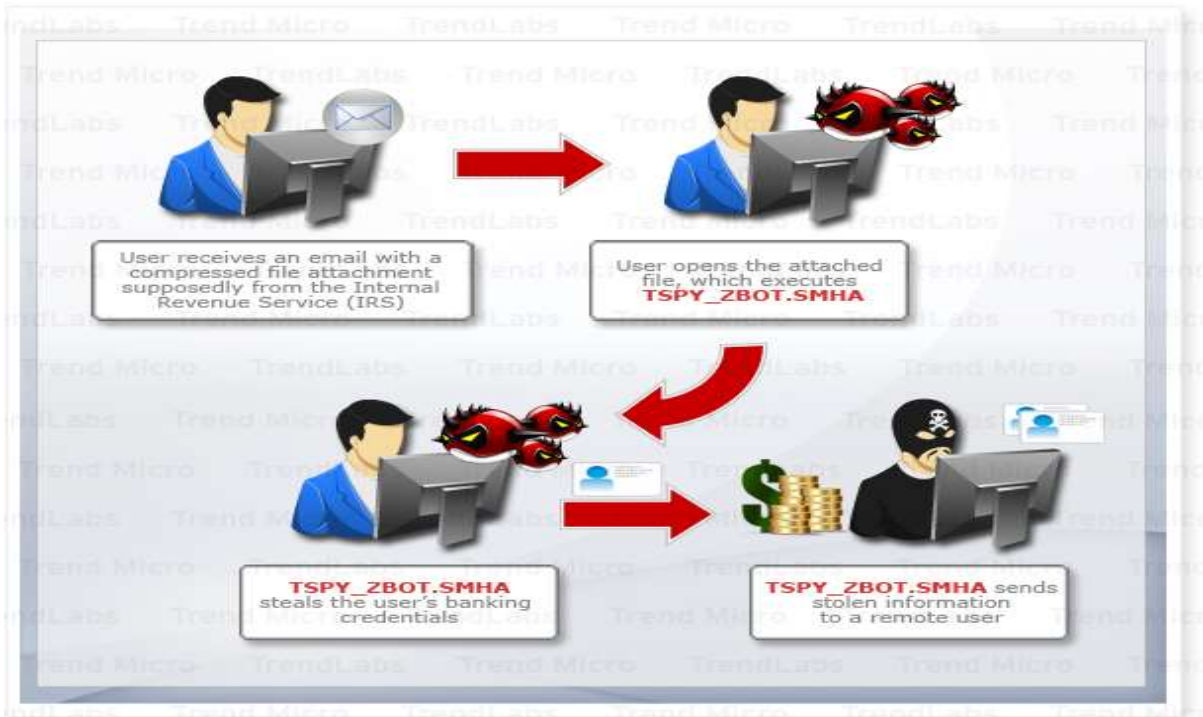 User receives an email with a
compressed file attachment
supposedly from the Internal
Revenue Service (IRS)
User opens the attached
file, which executes
TSPY_ZBOT.SMHA
TSPY_ZBOT.SMHA
steals the user's banking
credentials
TSPY_ZBOT.SMHA sends
stolen information
to a remote user